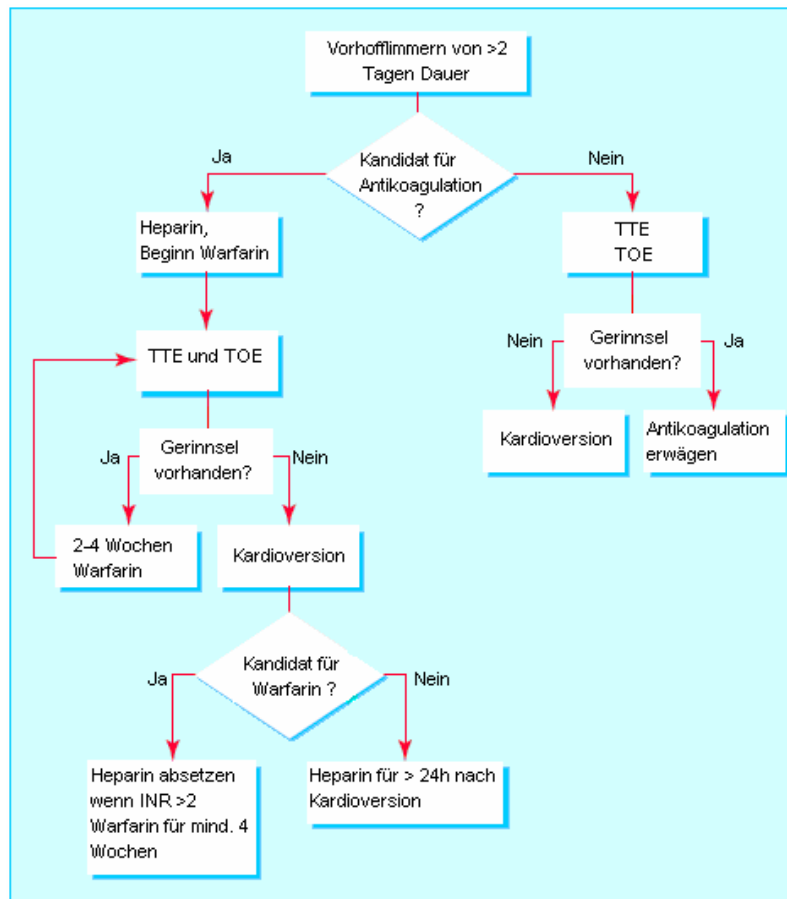 Vorhofflimmern von >2
Tagen Dauer
Kandidat für
Antikoagulation
?
Ja
Nein
Heparin,
Beginn Warfarin
TTE
TOE
TTE und TOE
Gerinnsel
vorhanden?
Nein
Ja
Kardioversion
Antikoagulation
erwägen
Gerinnsel
vorhanden?
Ja
Nein
2-4 Wochen
Warfarin
Kardioversion
Kandidat für
Warfarin ?
Ja
Nein
Heparin absetzen
wenn INR >2
Warfarin für mind. 4
Wochen
Heparin für > 24h nach
Kardioversion